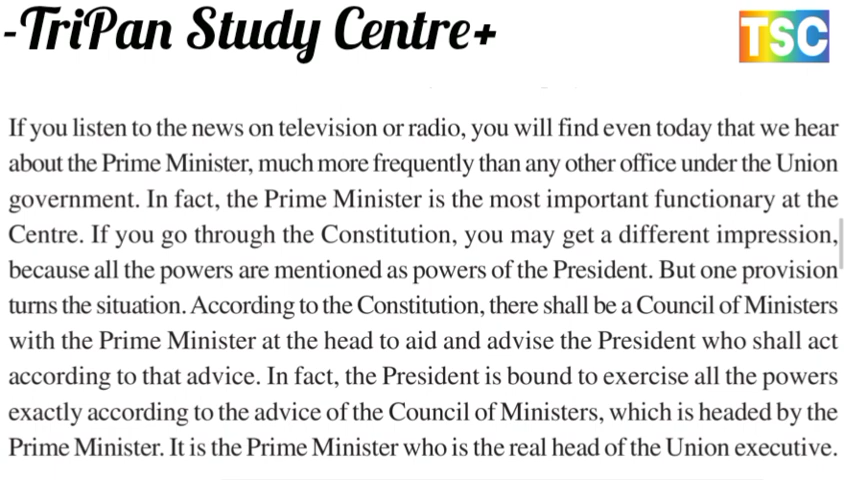 -TriPan Study Centre+
TSC
If you listen to the news on television or radio, you will find even today that we hear
about the Prime Minister, much more frequently than any other office under the Union
government. In fact, the Prime Minister is the most important functionary at the
Centre. If you go through the Constitution, you may get a different impression,
because all the powers are mentioned as powers of the President. But one provision
turns the situation. According to the Constitution, there shall be a Council of Ministers
with the Prime Minister at the head to aid and advise the President who shall act
according to that advice. In fact, the President is bound to exercise all the powers
exactly according to the advice of the Council of Ministers, which is headed by the
Prime Minister. It is the Prime Minister who is the real head of the Union executive.